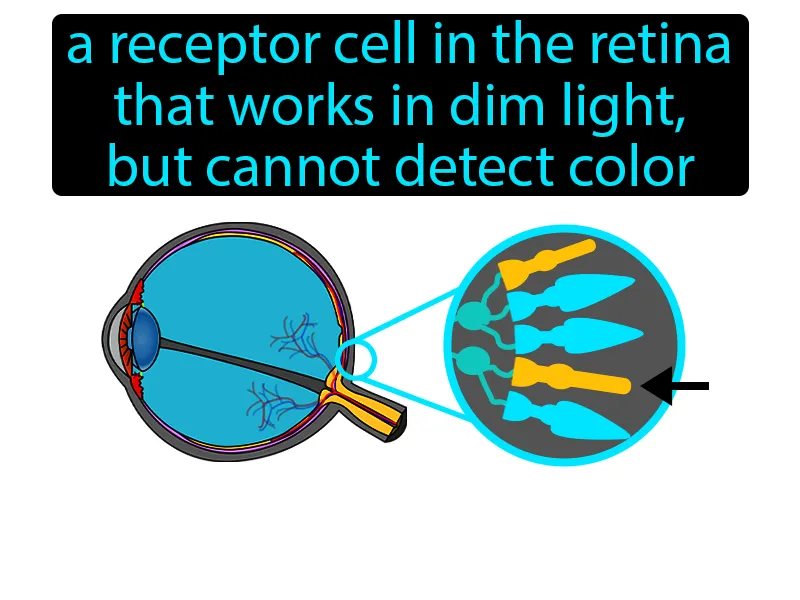 a receptor cell in the retina
that works in dim light,
but cannot detect color